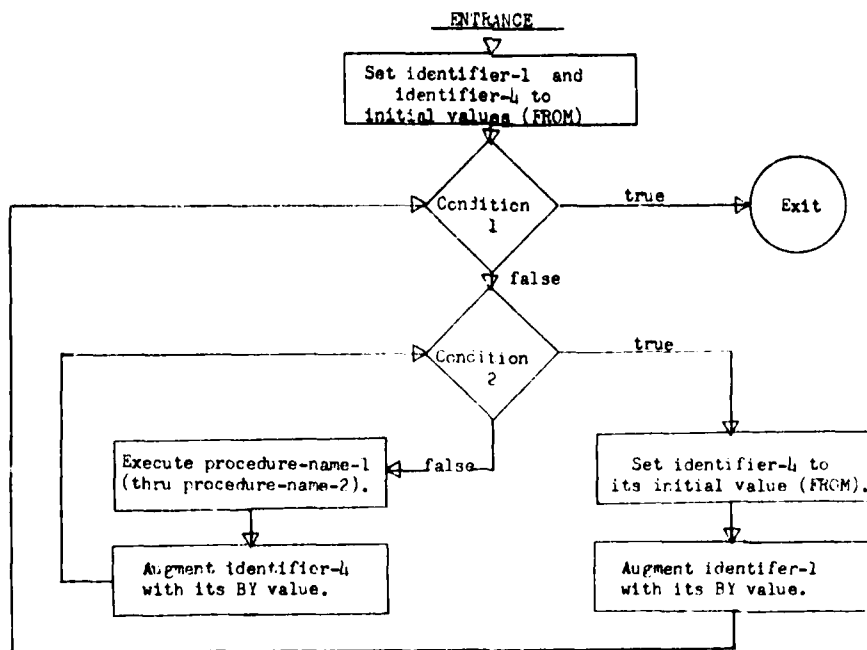 ENTRANCE
Set identifier-1 and
identifier-4 to
initial values (FROM)
Condition
1
true
Exit
false
Condition
2
true
false
Execute procedure-name-1
(thru procedure-name-2).
Set identifier-4 to
its initial value (FROM).
Augment identifier-4
with its BY value.
Augment identifer-1
with its BY value.